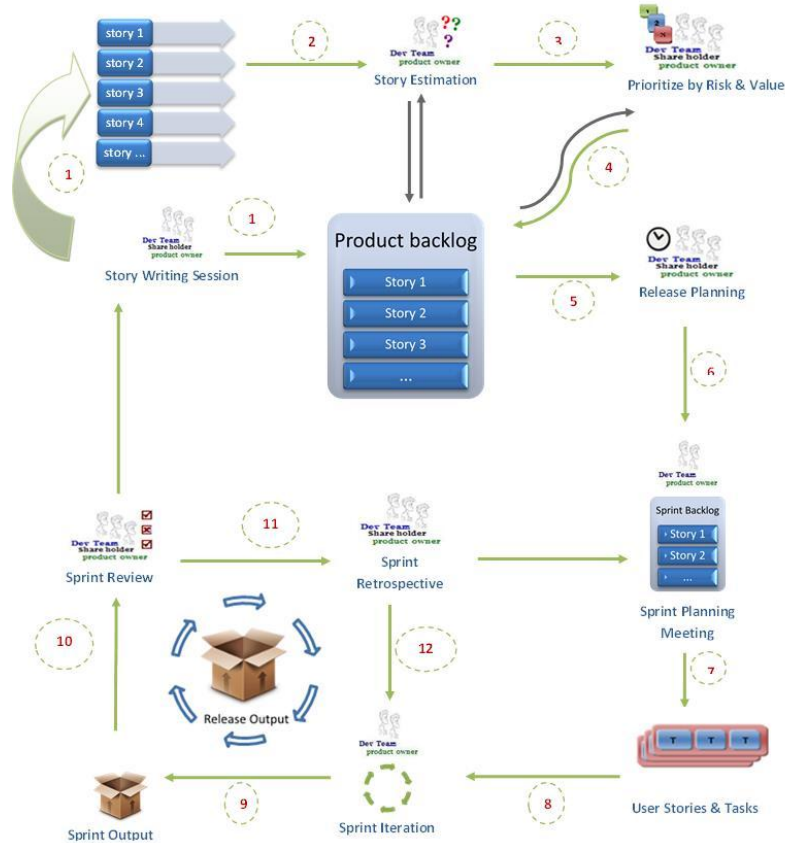 story 1
story 2
story 3
story 4
story ...
2
? ? ?
Dev Team
product owner
Story Estimation
3
1
2
N
Dev Team
Share holder
product owner
Prioritize by Risk & Value
1
4
Dev Team
Share holder
product owner
Story Writing Session
1
Product backlog
Story 1
Story 2
Story 3
...
5
Dev Team
Share holder
product owner
Release Planning
6
Dev Team
product owner
Sprint Backlog
Story 1
Story 2
...
Sprint Planning
Meeting
Dev Team
Share holder
product owner
Sprint Review
11
Dev Team
Share holder
product owner
Sprint
Retrospective
10
12
7
Release Output
Dev Team
product owner
Sprint Iteration
T T T
User Stories & Tasks
8
9
Sprint Output